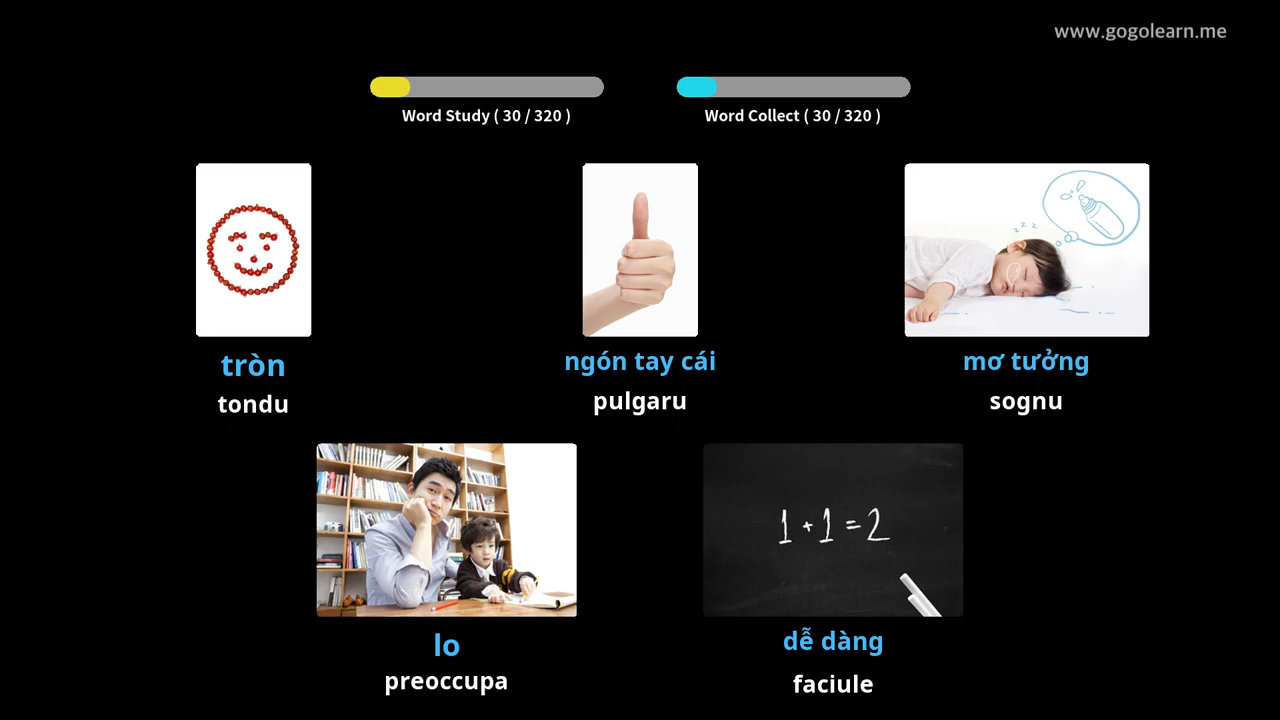 www.gogolearn.me
Word Study ( 30 / 320 )
Word Collect ( 30 / 320 )
tròn
tondu
ngón tay cái
pulgaru
mơ tưởng
sognu
z z z
1 + 1 = 2
lo
preoccupa
dễ dàng
faciule